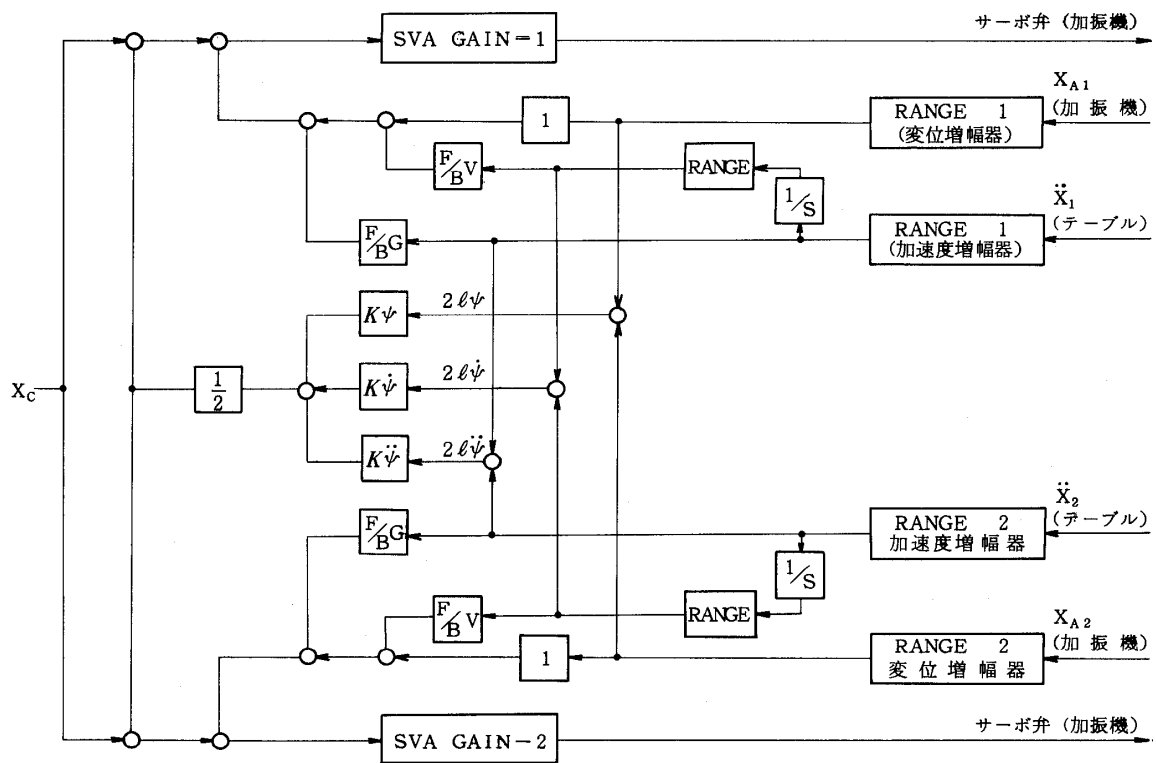 サーボ弁 (加振機)
SVA GAIN=1
X_{A1}
(加 振 機)
RANGE 1
(変位増幅器)
1
F/B V
RANGE
1/S
Ẍ_1
(テーブル)
RANGE 1
(加速度増幅器)
F/B G
Kψ
2ℓψ
X_C
1/2
Kψ̇
2ℓψ̇
Kψ̈
2ℓψ̈
Ẍ_2
(テーブル)
RANGE 2
加速度増幅器
F/B G
1/S
F/B V
RANGE
X_{A2}
(加 振 機)
RANGE 2
変位増幅器
1
サーボ弁 (加振機)
SVA GAIN-2